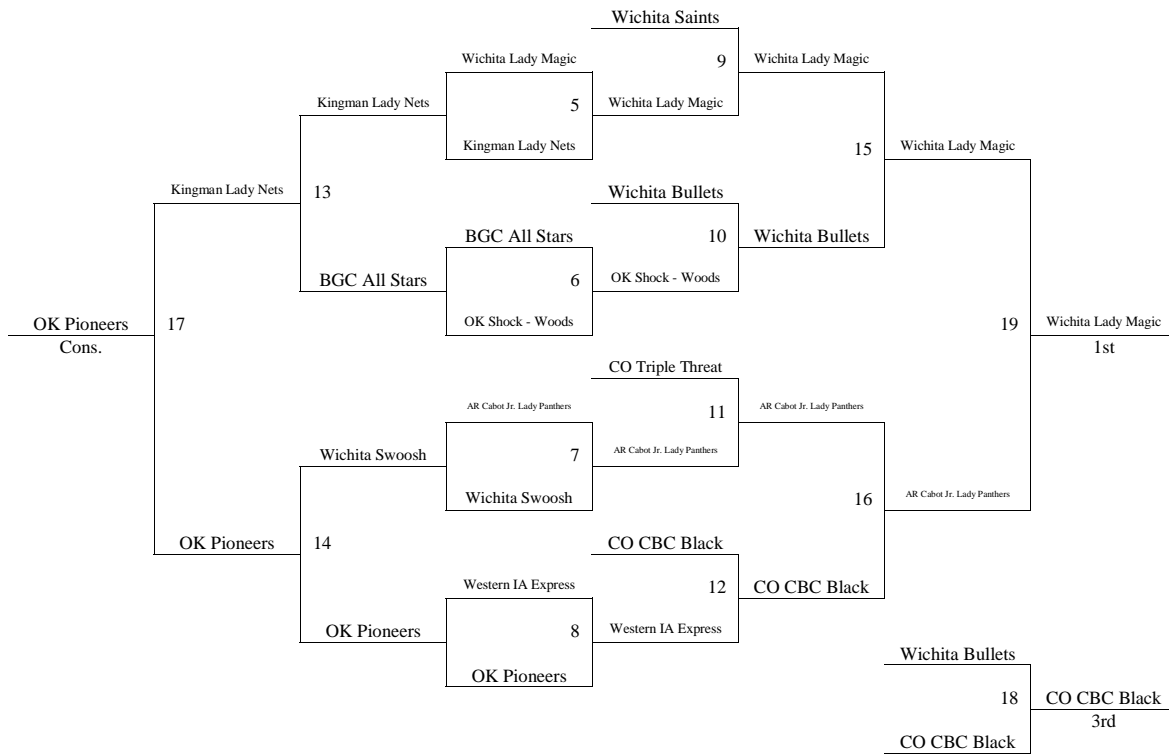 Wichita Saints
Wichita Lady Magic
9
Wichita Lady Magic
Kingman Lady Nets
5
Wichita Lady Magic
Kingman Lady Nets
15
Wichita Lady Magic
Kingman Lady Nets
13
Wichita Bullets
BGC All Stars
10
Wichita Bullets
BGC All Stars
6
OK Shock - Woods
OK Pioneers
17
OK Shock - Woods
19
Wichita Lady Magic
Cons.
1st
CO Triple Threat
AR Cabot Jr. Lady Panthers
11
AR Cabot Jr. Lady Panthers
Wichita Swoosh
7
AR Cabot Jr. Lady Panthers
Wichita Swoosh
16
AR Cabot Jr. Lady Panthers
OK Pioneers
14
CO CBC Black
Western IA Express
12
CO CBC Black
OK Pioneers
8
Western IA Express
Wichita Bullets
OK Pioneers
18
CO CBC Black
3rd
CO CBC Black